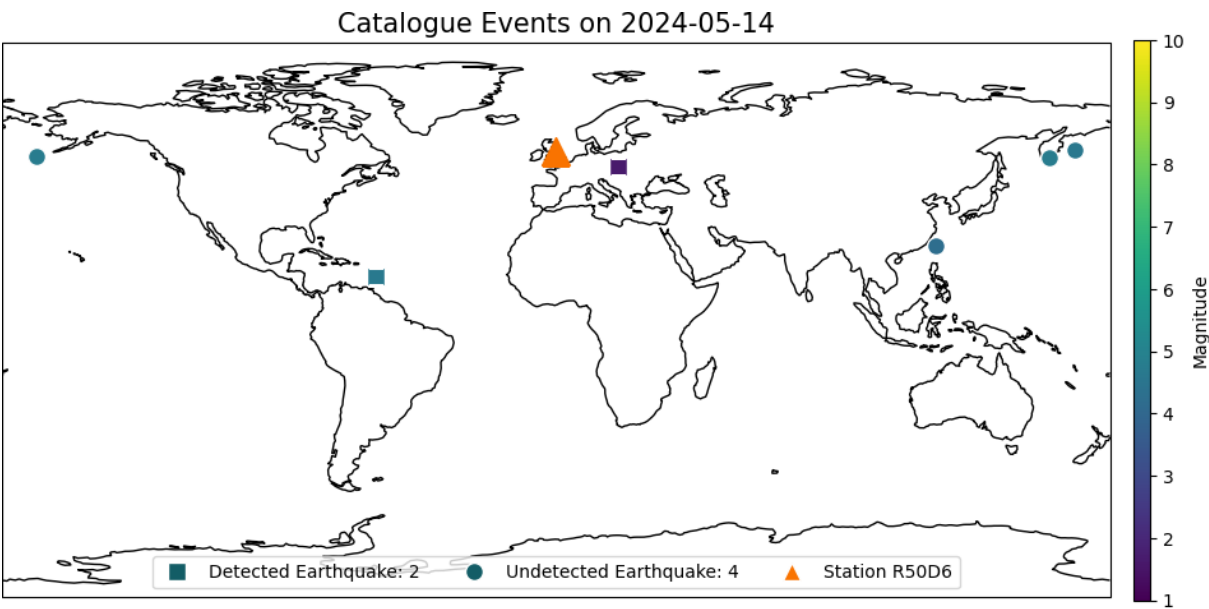 Catalogue Events on 2024-05-14
10
9
8
7
6
5
4
3
2
1
Magnitude
Detected Earthquake: 2
Undetected Earthquake: 4
Station R50D6